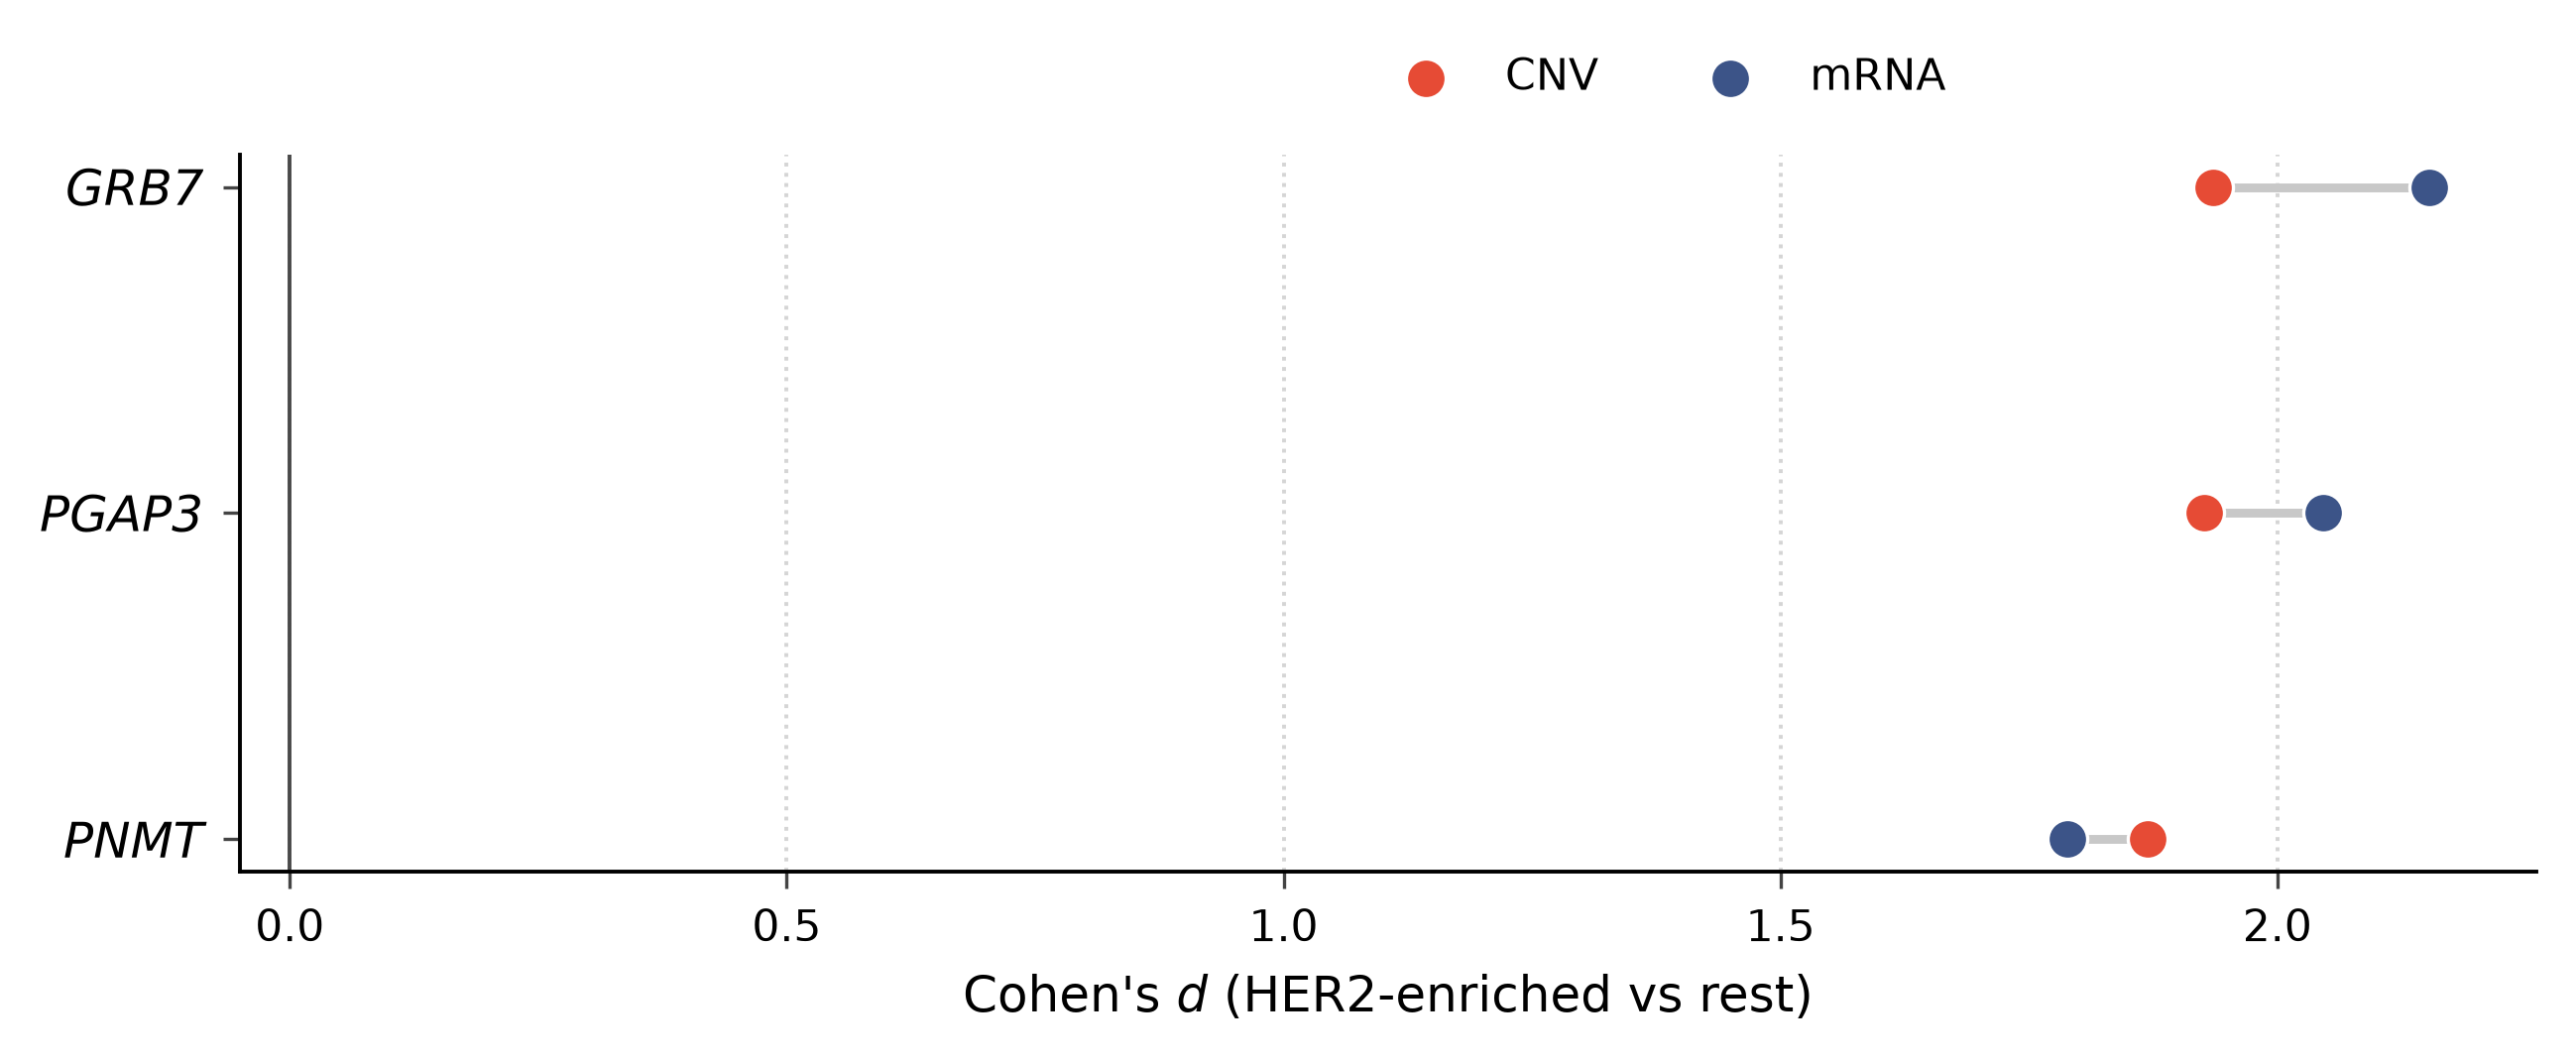 CNV mRNA
GRB7
PGAP3
PNMT
0.0 0.5 1.0 1.5 2.0
Cohen's d (HER2-enriched vs rest)